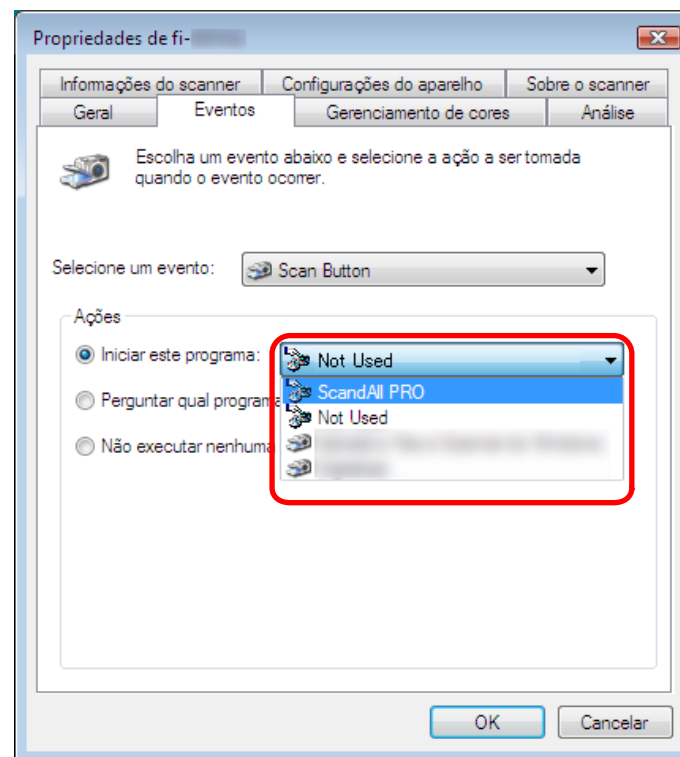 Propriedades de fi-
Informações do scanner
Configurações do aparelho
Sobre o scanner
Geral
Eventos
Gerenciamento de cores
Análise
Escolha um evento abaixo e selecione a ação a ser tomada
quando o evento ocorrer.
Selecione um evento:
Scan Button
Ações
Iniciar este programa:
Not Used
ScandAll PRO
Perguntar qual programa
Not Used
Não executar nenhuma
OK
Cancelar